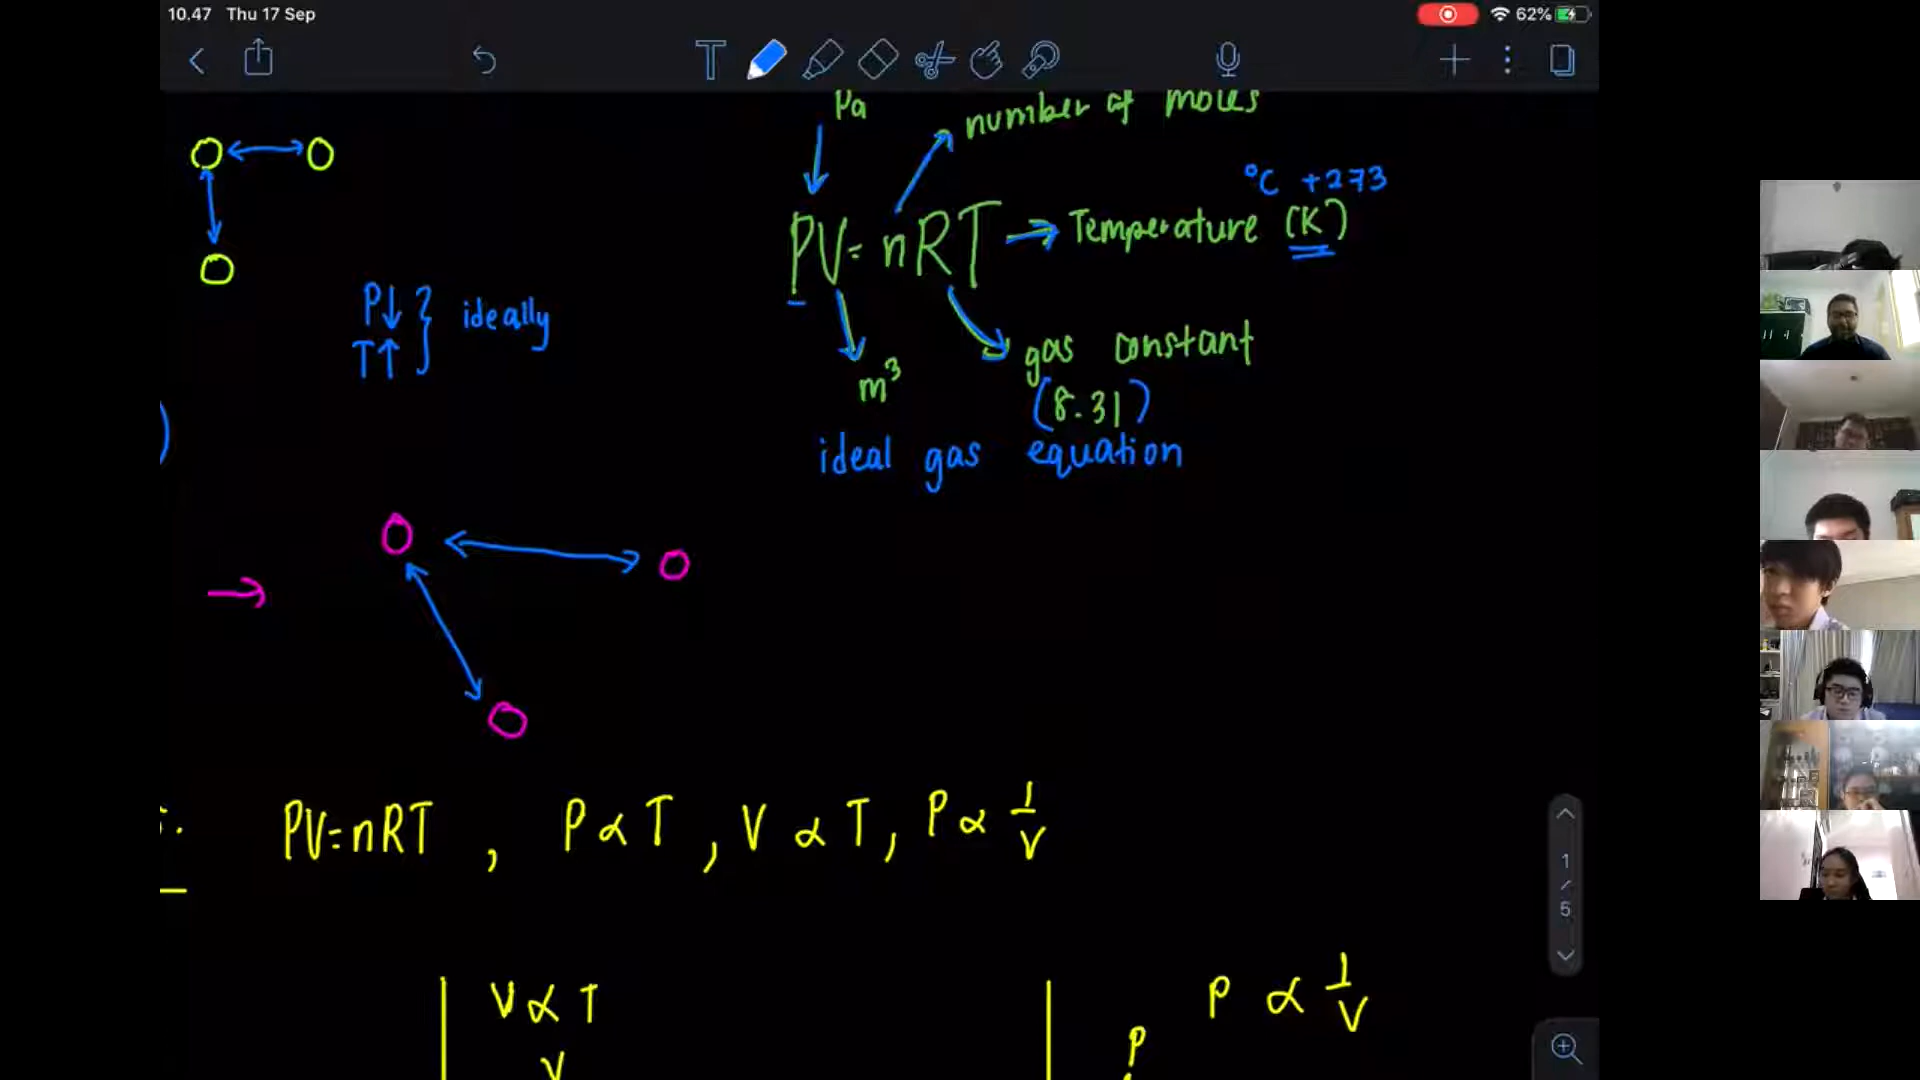 10.47 Thu 17 Sep
62%
T
Pa
number of moles
°C +273
PV = nRT → Temperature (K)
P↓
T↑ } ideally
m³
gas constant
(8.31)
ideal gas equation
PV=nRT , P ∝ T , V ∝ T , P ∝ 1/V
1
/
5
V ∝ T
V
P ∝ 1/V
P